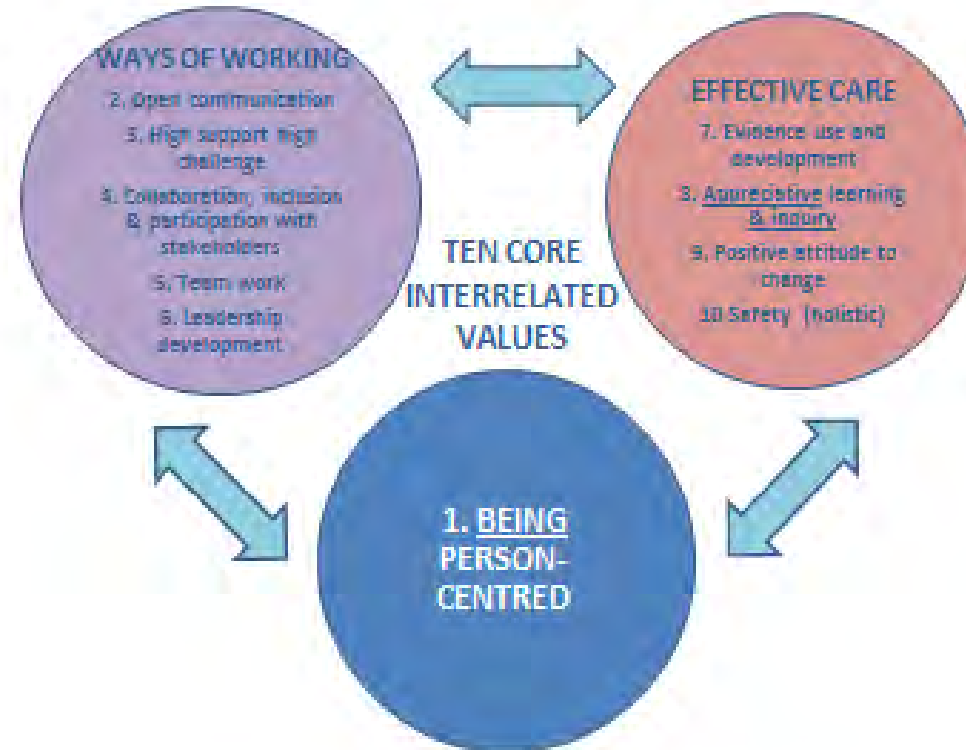 WAYS OF WORKING
2. Open communication
3. High support high
challenge
4. Collaboration, inclusion
& participation with
stakeholders
5. Team work
6. Leadership
development
EFFECTIVE CARE
7. Evidence use and
development
8. Appreciative learning
& inquiry
9. Positive attitude to
change
10 Safety (holistic)
TEN CORE
INTERRELATED
VALUES
1. BEING
PERSON-
CENTRED